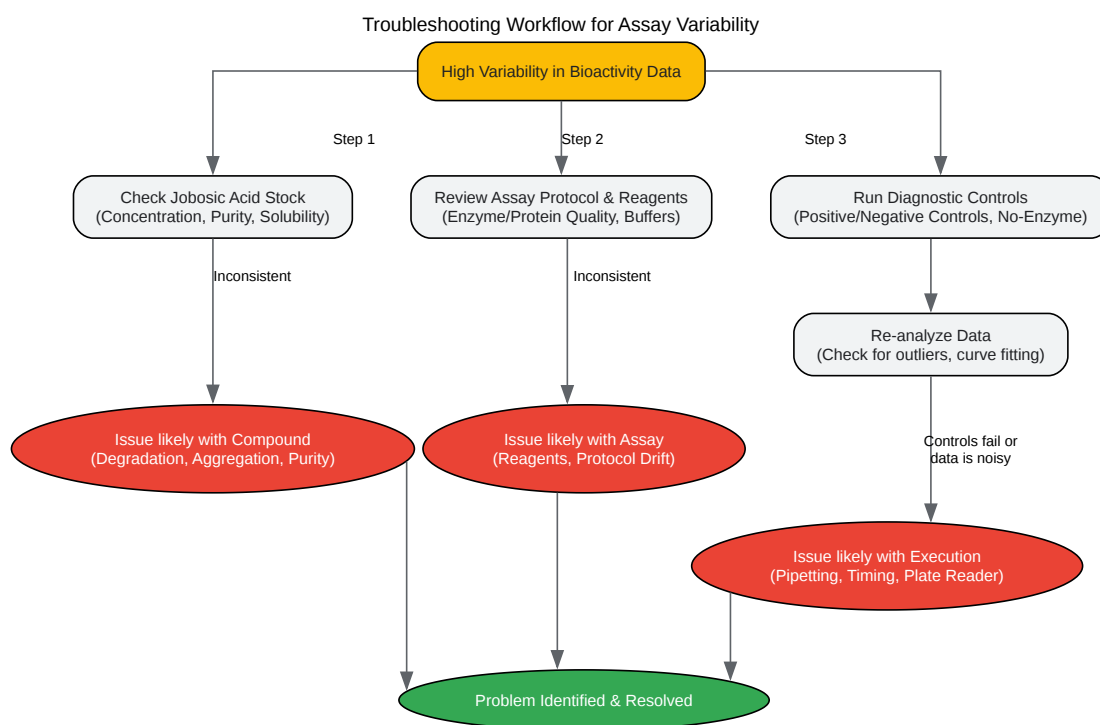 Troubleshooting Workflow for Assay Variability
High Variability in Bioactivity Data
Step 1
Step 2
Step 3
Check Jobosic Acid Stock
(Concentration, Purity, Solubility)
Review Assay Protocol & Reagents
(Enzyme/Protein Quality, Buffers)
Run Diagnostic Controls
(Positive/Negative Controls, No-Enzyme)
Inconsistent
Inconsistent
Re-analyze Data
(Check for outliers, curve fitting)
Issue likely with Compound
(Degradation, Aggregation, Purity)
Issue likely with Assay
(Reagents, Protocol Drift)
Controls fail or
data is noisy
Issue likely with Execution
(Pipetting, Timing, Plate Reader)
Problem Identified & Resolved